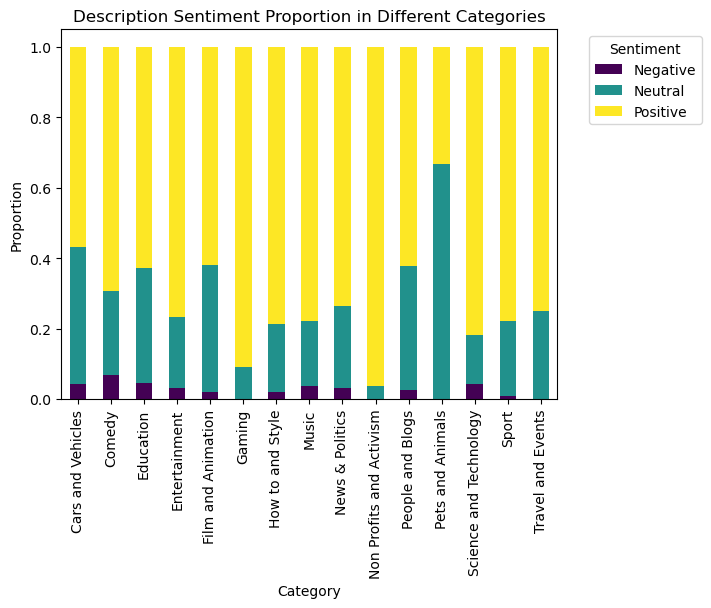 Description Sentiment Proportion in Different Categories
Sentiment
Negative
Neutral
Positive
Proportion
1.0
0.8
0.6
0.4
0.2
0.0
Cars and Vehicles
Comedy
Education
Entertainment
Film and Animation
Gaming
How to and Style
Music
News & Politics
Non Profits and Activism
People and Blogs
Pets and Animals
Science and Technology
Sport
Travel and Events
Category